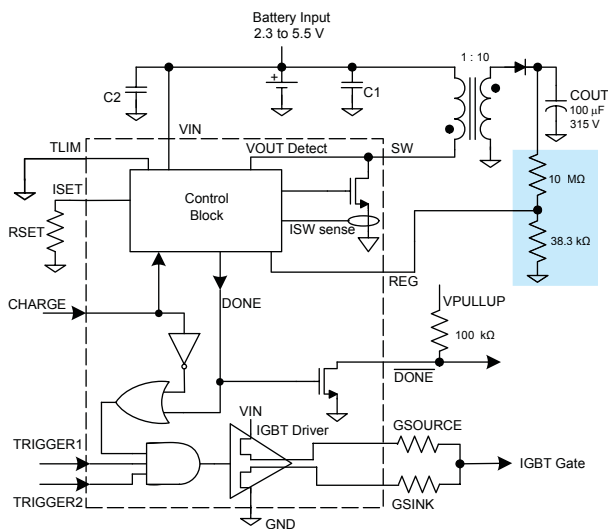 Battery Input
2.3 to 5.5 V
1 : 10
C2
+
C1
COUT
100 μF
315 V
VIN
TLIM
VOUT Detect
SW
ISET
Control
Block
10 MΩ
RSET
ISW sense
38.3 kΩ
REG
DONE
VPULLUP
CHARGE
100 kΩ
DONE
VIN
IGBT Driver
GSOURCE
TRIGGER1
IGBT Gate
TRIGGER2
GSINK
GND